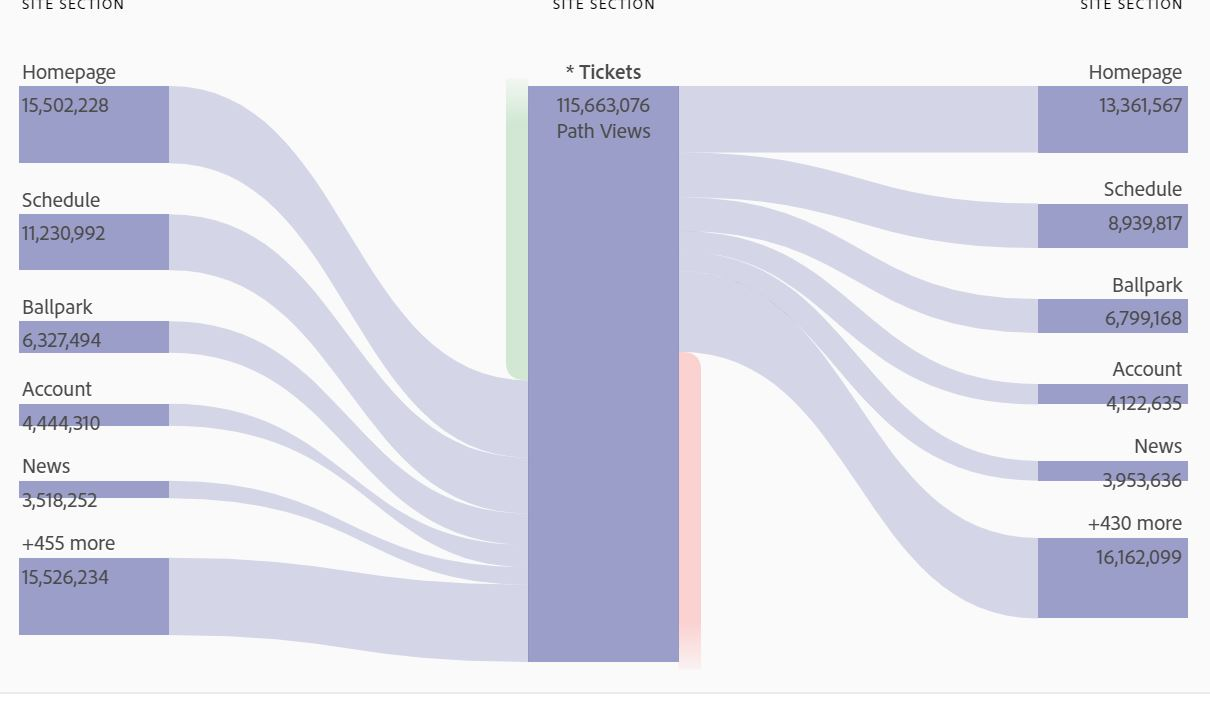 SITE SECTION
SITE SECTION
SITE SECTION
Homepage
15,502,228
Schedule
11,230,992
Ballpark
6,327,494
Account
4,444,310
News
3,518,252
+455 more
15,526,234
* Tickets
115,663,076
Path Views
Homepage
13,361,567
Schedule
8,939,817
Ballpark
6,799,168
Account
4,122,635
News
3,953,636
+430 more
16,162,099